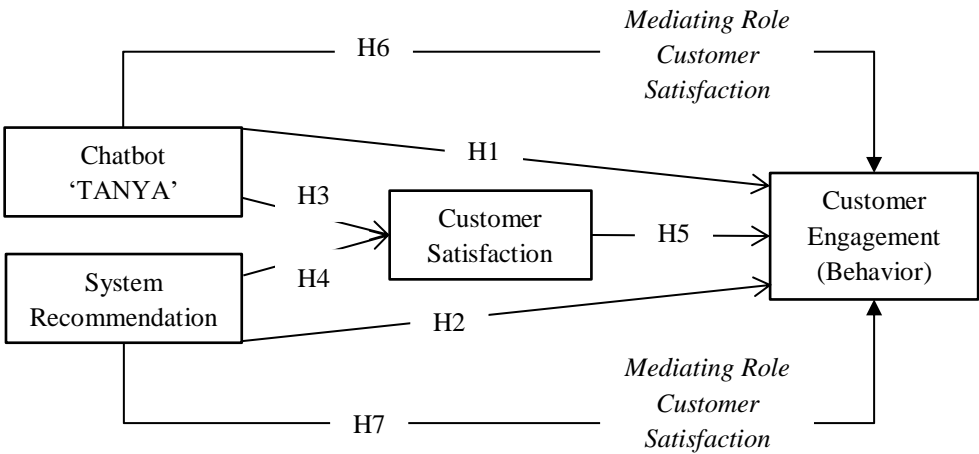 H6
Mediating Role
Customer
Satisfaction
Chatbot
‘TANYA’
H1
H3
Customer
Satisfaction
H5
Customer
Engagement
(Behavior)
System
Recommendation
H4
H2
Mediating Role
Customer
Satisfaction
H7